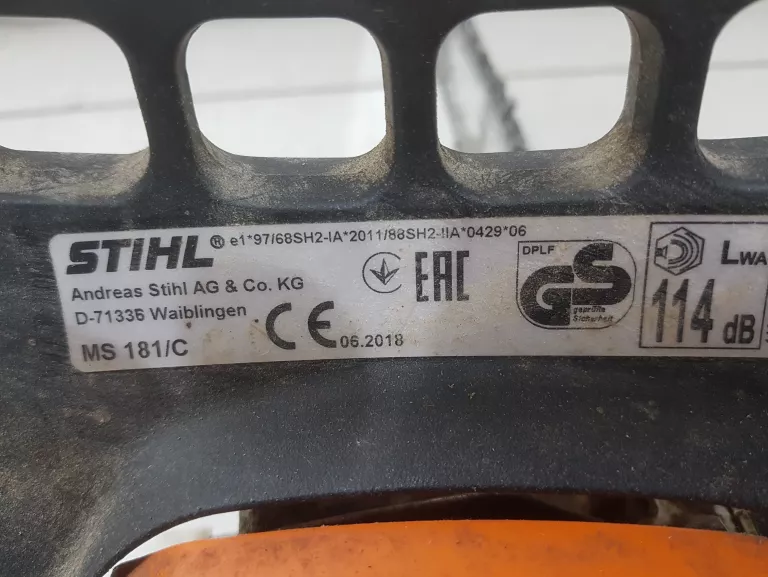 STIHL® e1*97/68SH2-IA*2011/88SH2-IIA*0429*06
Andreas Stihl AG & Co. KG
D-71336 Waiblingen
MS 181/C
CE 06.2018
EAC
DPLF
GS
geprüfte
Sicherheit
LWA
114 dB